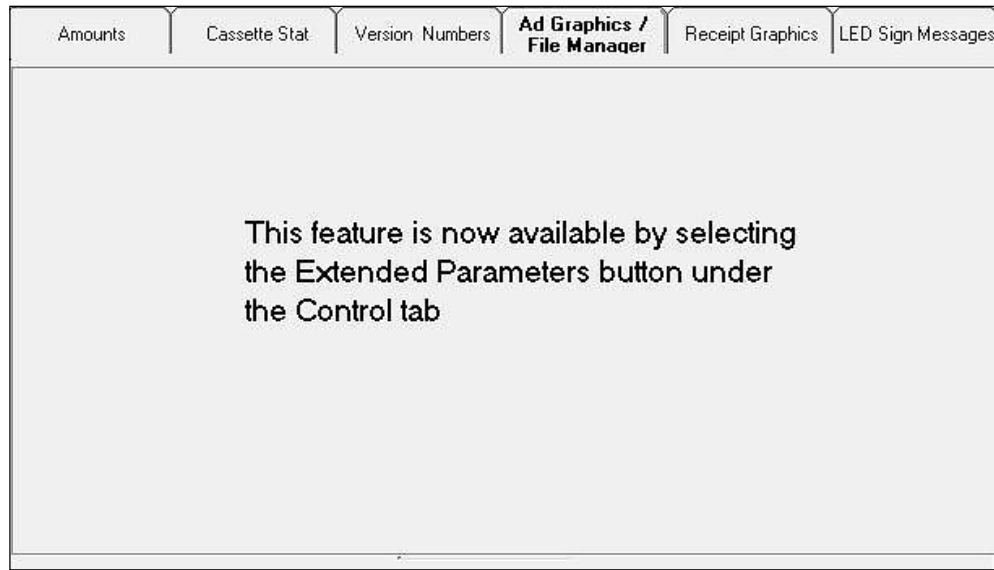 Amounts
Cassette Stat
Version Numbers
Ad Graphics /
File Manager
Receipt Graphics
LED Sign Messages
This feature is now available by selecting
the Extended Parameters button under
the Control tab